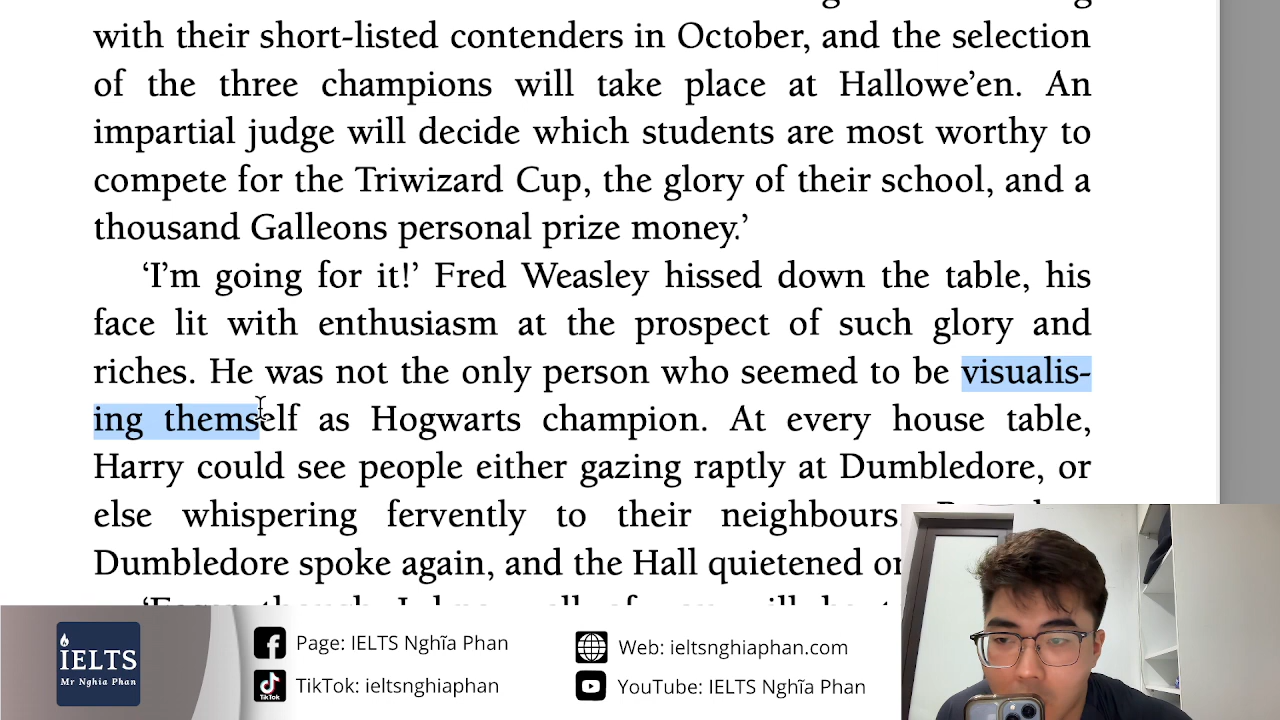 with their short-listed contenders in October, and the selection
of the three champions will take place at Hallowe’en. An
impartial judge will decide which students are most worthy to
compete for the Triwizard Cup, the glory of their school, and a
thousand Galleons personal prize money.’
‘I’m going for it!’ Fred Weasley hissed down the table, his
face lit with enthusiasm at the prospect of such glory and
riches. He was not the only person who seemed to be visualis-
ing themself as Hogwarts champion. At every house table,
Harry could see people either gazing raptly at Dumbledore, or
else whispering fervently to their neighbours.
Dumbledore spoke again, and the Hall quietened
IELTS
Mr Nghia Phan
Page: IELTS Nghĩa Phan
TikTok
TikTok: ieltsnghiaphan
Web: ieltsnghiaphan.com
YouTube: IELTS Nghĩa Phan